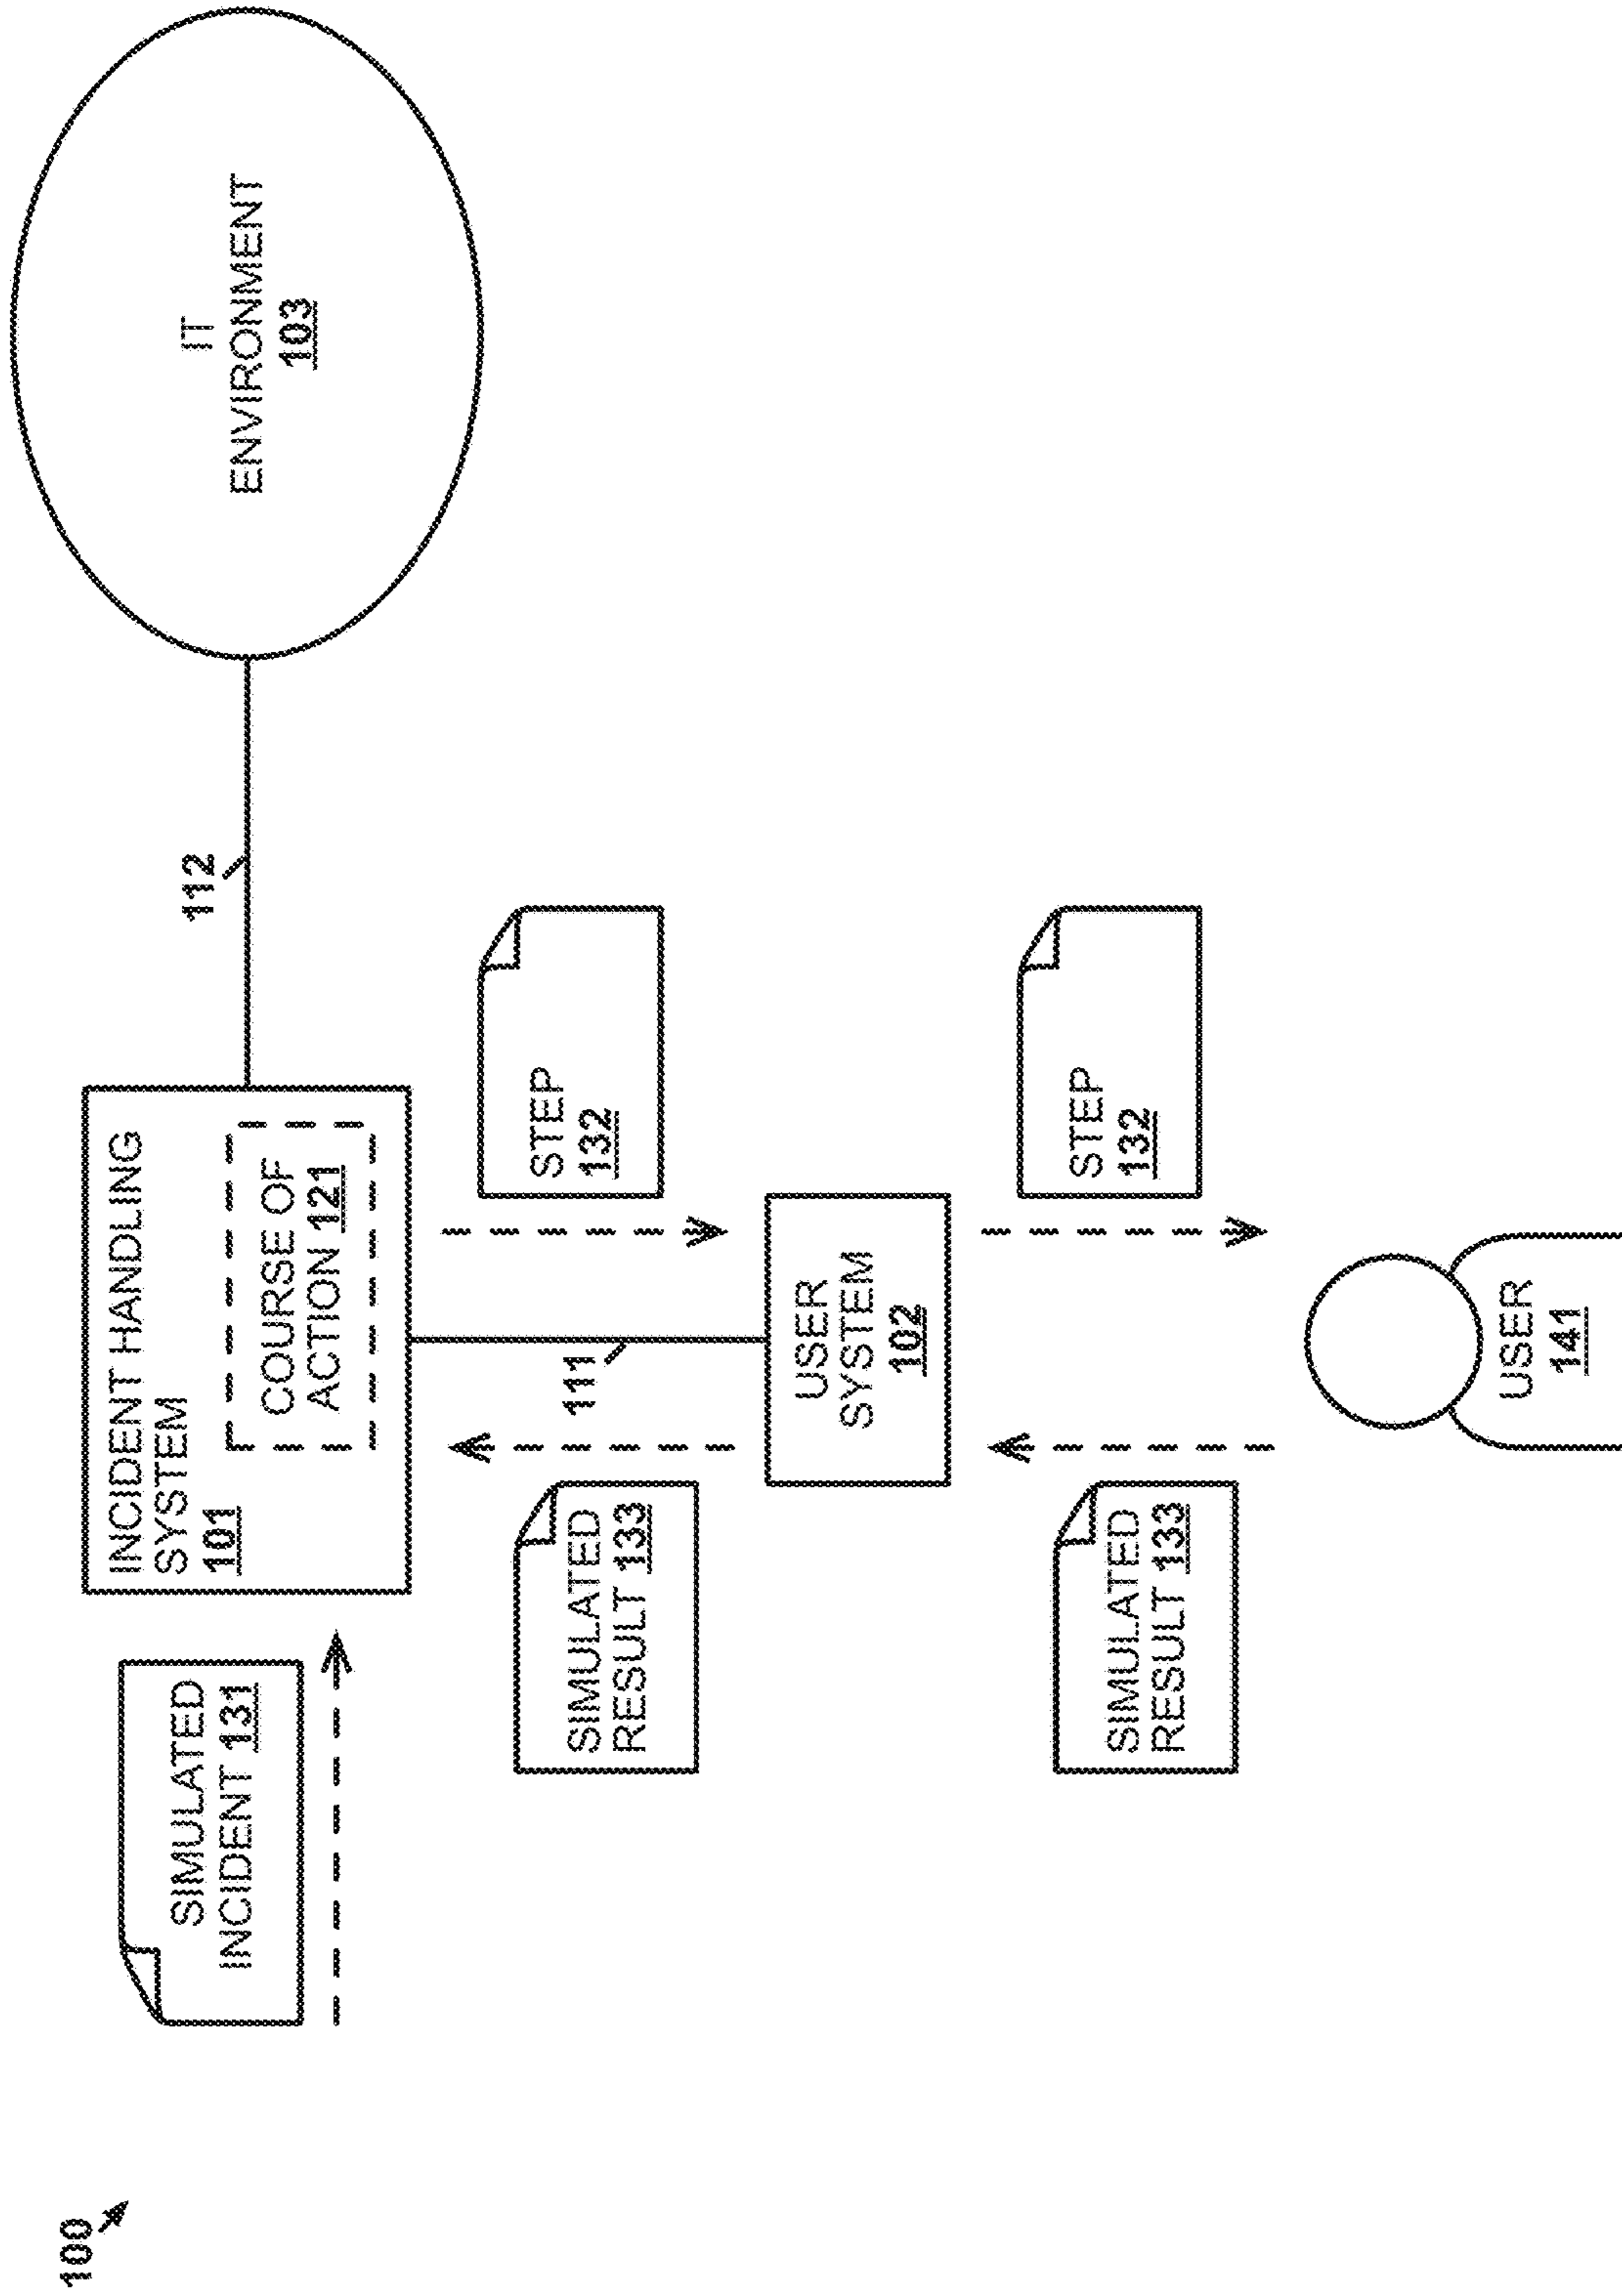 100
SIMULATED
INCIDENT 131
INCIDENT HANDLING
SYSTEM
101
COURSE OF
ACTION 121
112
IT
ENVIRONMENT
103
SIMULATED
RESULT 133
111
STEP
132
USER
SYSTEM
102
SIMULATED
RESULT 133
STEP
132
USER
141